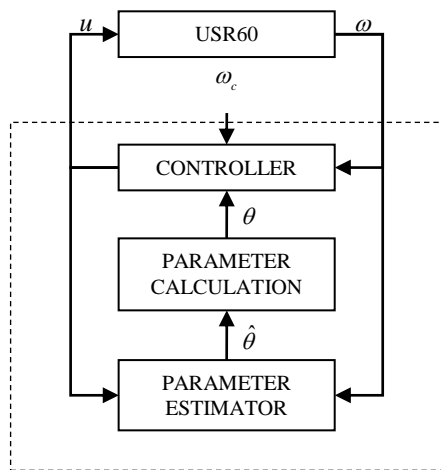 u
USR60
ω
ω_c
CONTROLLER
θ
PARAMETER
CALCULATION
θ̂
PARAMETER
ESTIMATOR